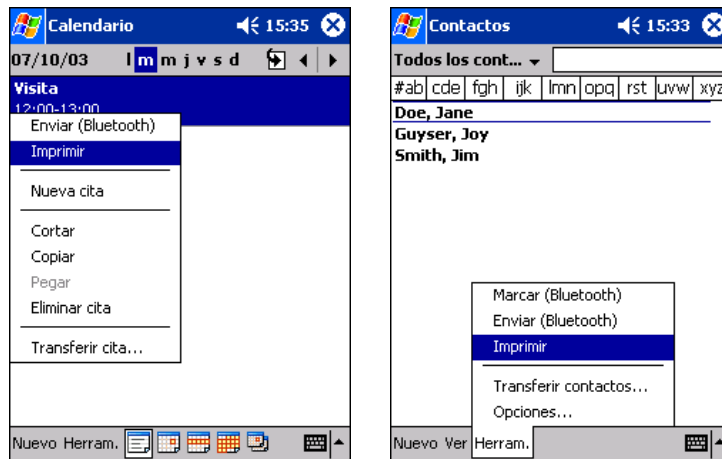 Calendario 15:35
07/10/03 l m m j v s d
Visita
12:00-13:00
Enviar (Bluetooth)
Imprimir
Nueva cita
Cortar
Copiar
Pegar
Eliminar cita
Transferir cita...
Nuevo Herram.
Contactos 15:33
Todos los cont...
#ab cde fgh ijk lmn opq rst uvw xyz
Doe, Jane
Guyser, Joy
Smith, Jim
Marcar (Bluetooth)
Enviar (Bluetooth)
Imprimir
Transferir contactos...
Opciones...
Nuevo Ver Herram.